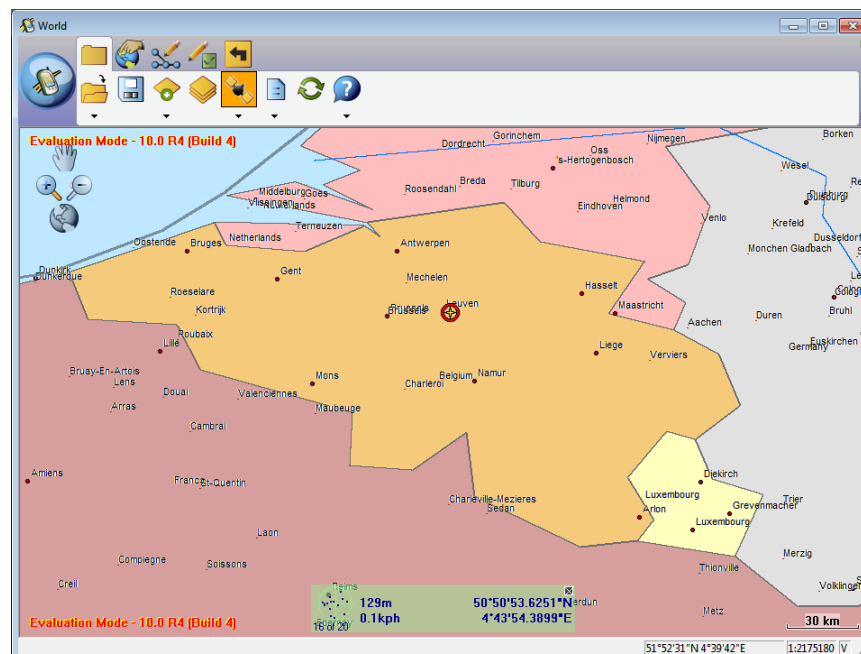 World
Evaluation Mode - 10.0 R4 (Build 4)
Gorinchem
Nijmegen
Borken
Dordrecht
Oss
's-Hertogenbosch
Wesel
Breda
Tilburg
Roosendahl
Middelburg Goes
Helmond
Duisburg
Vlissingen
Eindhoven
Venlo
Krefeld
Terneuzen
Netherlands
Dusseldorf
Oostende
Bruges
Antwerpen
Monchen Gladbach
Dunkirk
Dunkerque
Gent
Mechelen
Hasselt
Roeselare
Leuven
Maastricht
Kortrijk
Brussels
Duren
Bruhl
Aachen
Roubaix
Lille
Liege
Verviers
Germany
Euskirchen
Bruay-En-Artois
Lens
Mons
Charleroi
Belgium
Namur
Douai
Valenciennes
Arras
Maubeuge
Cambrai
Amiens
France
St-Quentin
Diekirch
Charleville-Mezieres
Sedan
Luxembourg
Trier
Arlon
Grevenmacher
Luxembourg
Laon
Merzig
Compiegne
Soissons
Thionville
Creil
Reims
Volklingen
129m
50°50'53.6251"N
0.1kph
4°43'54.3899"E
16 of 20
Metz
Evaluation Mode - 10.0 R4 (Build 4)
30 km
51°52'31"N 4°39'42"E
1:2175180
V